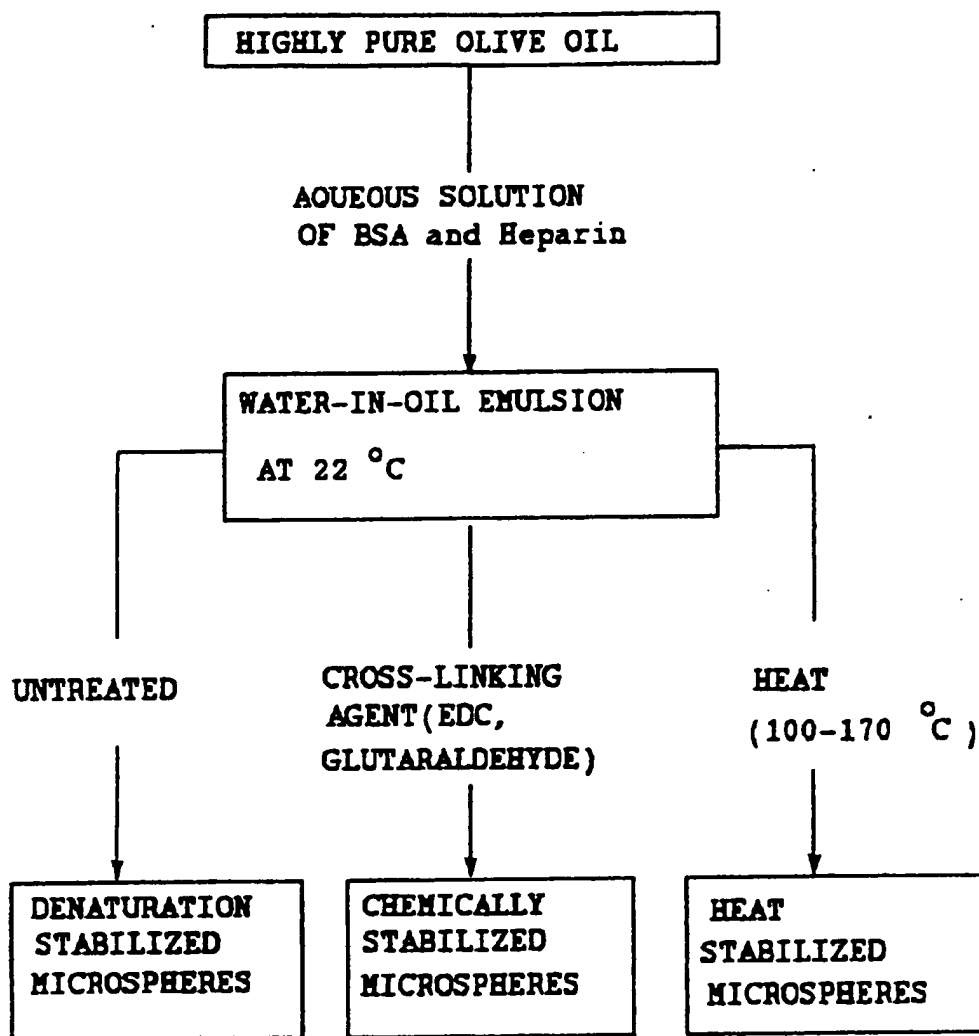 HIGHLY PURE OLIVE OIL
AQUEOUS SOLUTION
OF BSA and Heparin
WATER-IN-OIL EMULSION
AT 22 °C
UNTREATED
CROSS-LINKING
AGENT(EDC,
GLUTARALDEHYDE)
HEAT
(100-170 °C)
DENATURATION
STABILIZED
MICROSPHERES
CHEMICALLY
STABILIZED
MICROSPHERES
HEAT
STABILIZED
MICROSPHERES